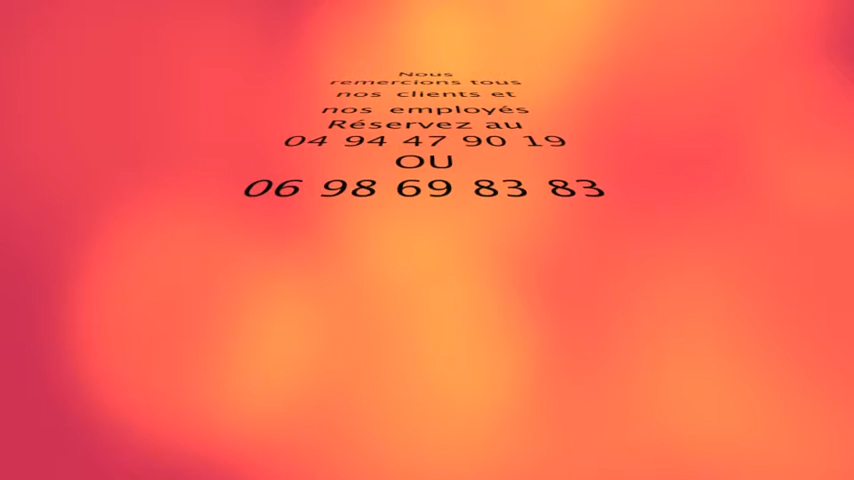 Nous
remercions tous
nos clients et
nos employés
Réservez au
04 94 47 90 19
OU
06 98 69 83 83